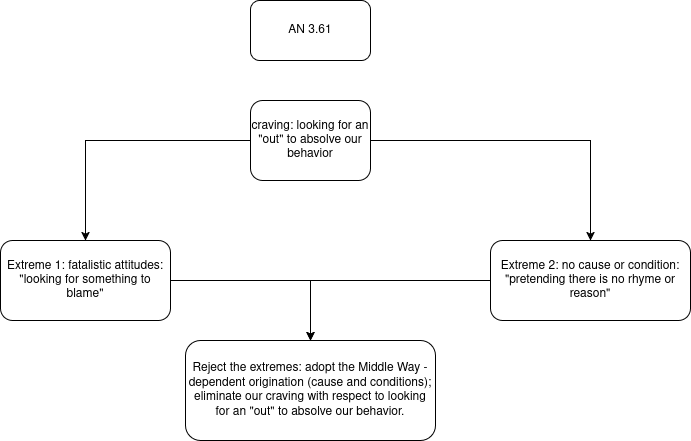 AN 3.61
craving: looking for an
"out" to absolve our
behavior
Extreme 1: fatalistic attitudes:
"looking for something to
blame"
Extreme 2: no cause or condition:
"pretending there is no rhyme or
reason"
Reject the extremes: adopt the Middle Way -
dependent origination (cause and conditions);
eliminate our craving with respect to looking
for an "out" to absolve our behavior.